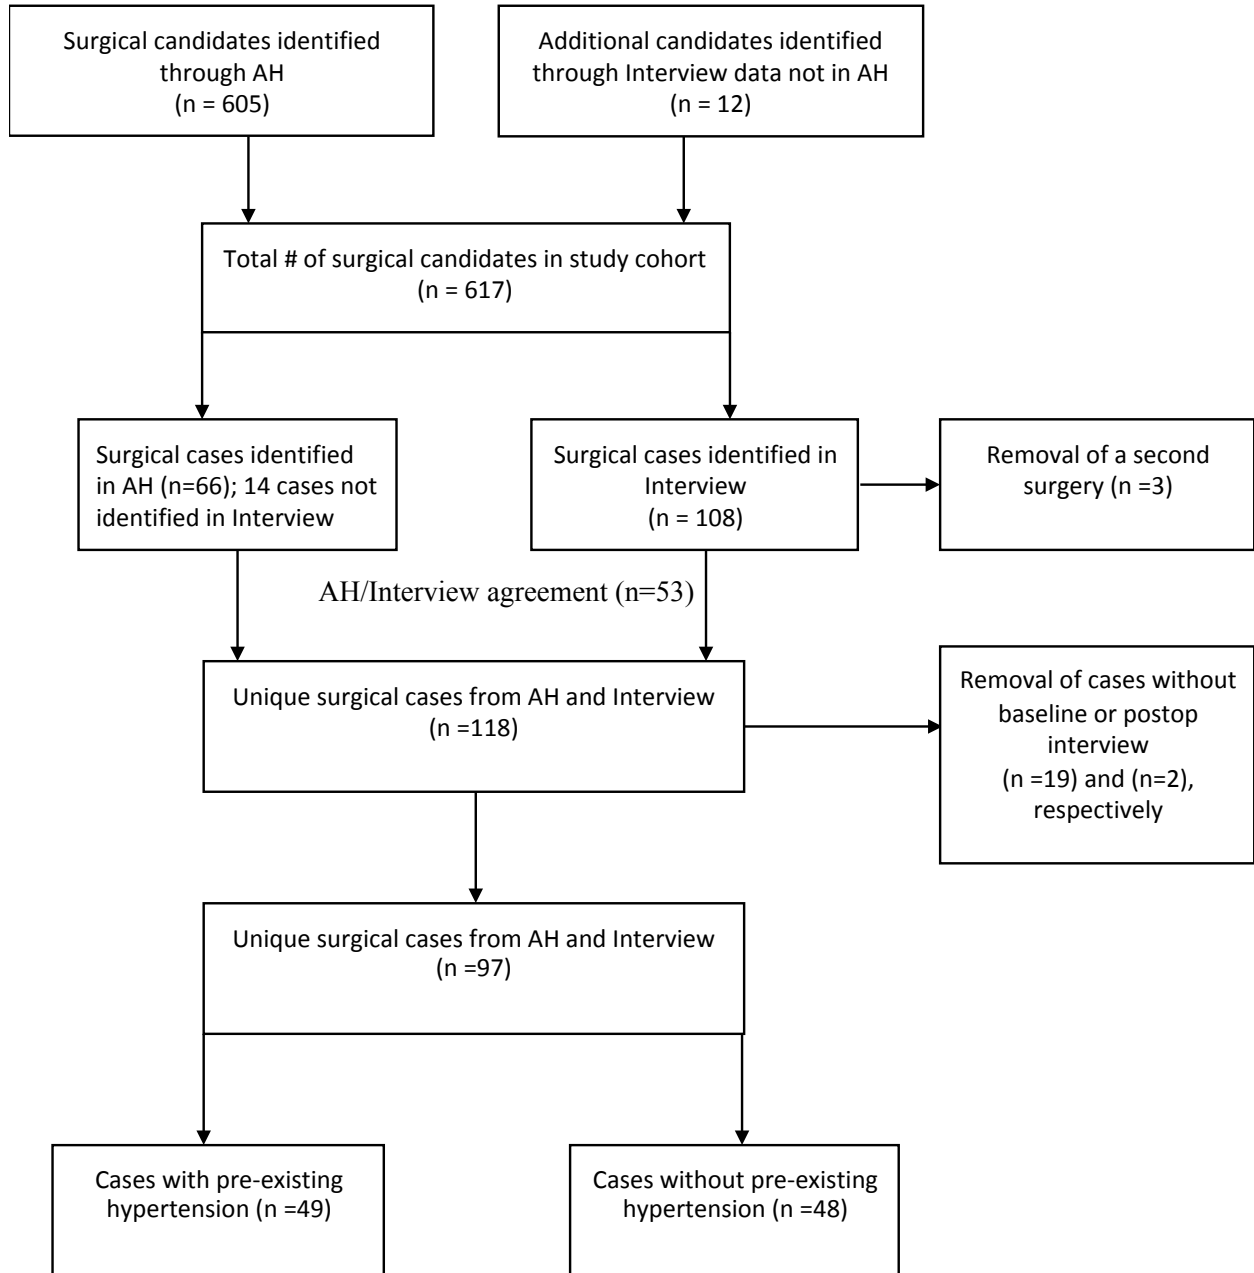 Surgical candidates identified
through AH
(n = 605)
Additional candidates identified
through Interview data not in AH
(n = 12)
Total # of surgical candidates in study cohort
(n = 617)
Surgical cases identified
in AH (n=66); 14 cases not
identified in Interview
Surgical cases identified in
Interview
(n = 108)
Removal of a second
surgery (n =3)
AH/Interview agreement (n=53)
Unique surgical cases from AH and Interview
(n =118)
Removal of cases without
baseline or postop
interview
(n =19) and (n=2),
respectively
Unique surgical cases from AH and Interview
(n =97)
Cases with pre-existing
hypertension (n =49)
Cases without pre-existing
hypertension (n =48)